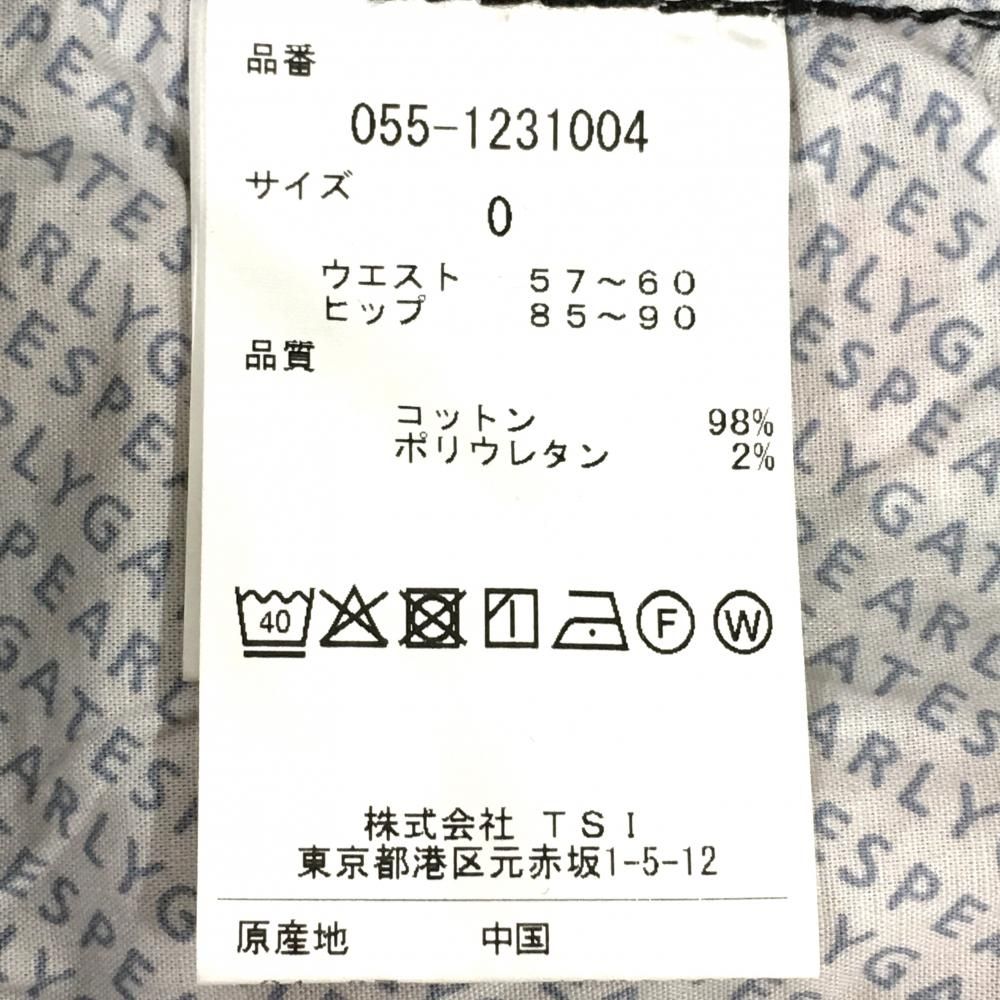 品番
055-1231004
サイズ
0
ウエスト 57~60
ヒップ 85~90
品質
コットン 98%
ポリウレタン 2%
40 F W
株式会社 TSI
東京都港区元赤坂1-5-12
原産地 中国
PEARLYGATES